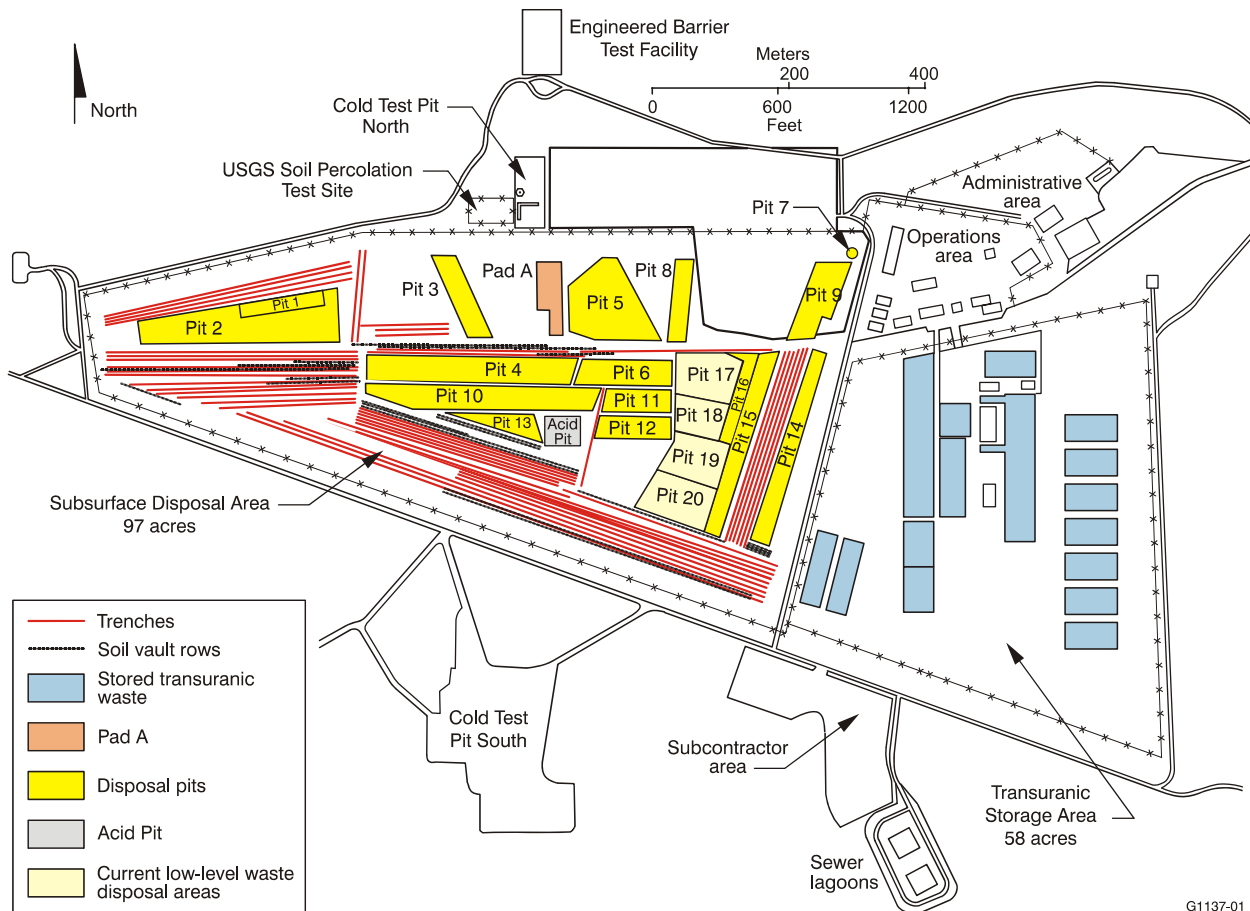 Engineered Barrier
Test Facility
Meters
200
400
0
600
1200
Feet
North
Cold Test Pit
North
USGS Soil Percolation
Test Site
Administrative
area
Pit 7
Operations
area
Pad A
Pit 8
Pit 3
Pit 5
Pit 9
Pit 1
Pit 2
Pit 4
Pit 6
Pit 17
Pit 16
Pit 10
Pit 11
Pit 18
Pit 15
Pit 14
Pit 13
Acid
Pit
Pit 12
Pit 19
Pit 20
Subsurface Disposal Area
97 acres
Trenches
Soil vault rows
Stored transuranic
waste
Pad A
Disposal pits
Acid Pit
Current low-level waste
disposal areas
Cold Test
Pit South
Subcontractor
area
Transuranic
Storage Area
58 acres
Sewer
lagoons
G1137-01